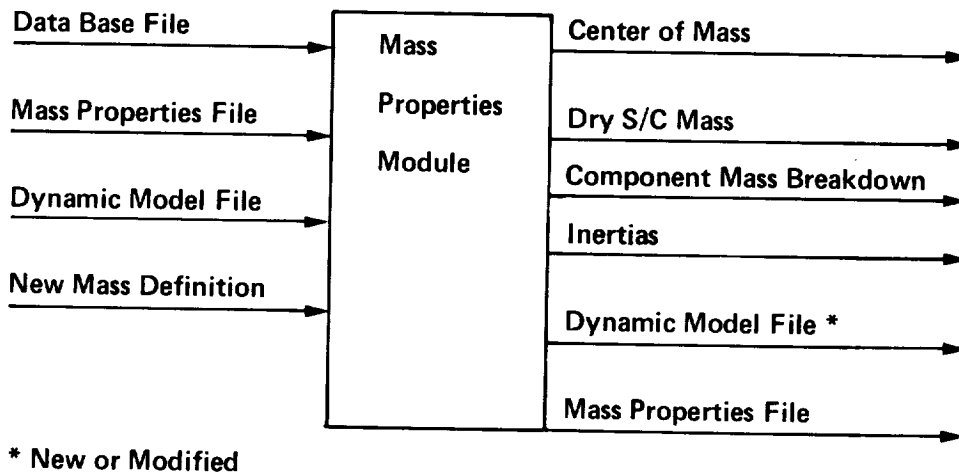 Data Base File
Mass Properties File
Dynamic Model File
New Mass Definition
Mass
Properties
Module
Center of Mass
Dry S/C Mass
Component Mass Breakdown
Inertias
Dynamic Model File *
Mass Properties File
* New or Modified